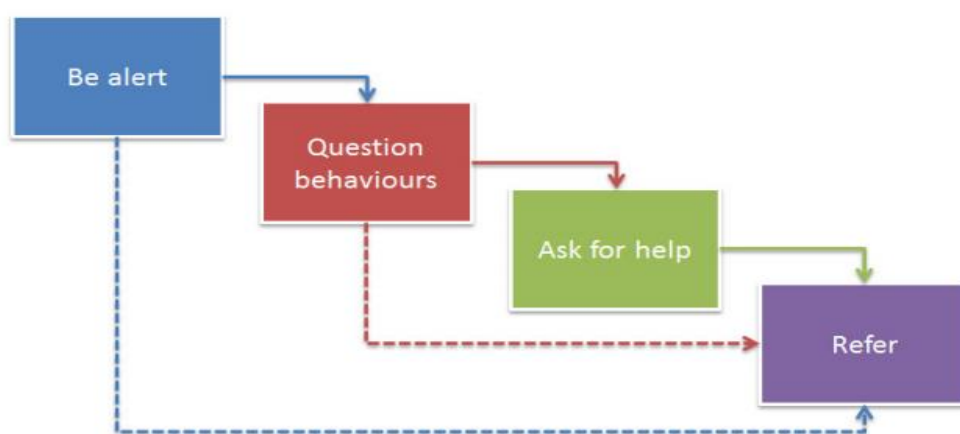 Be alert
Question
behaviours
Ask for help
Refer